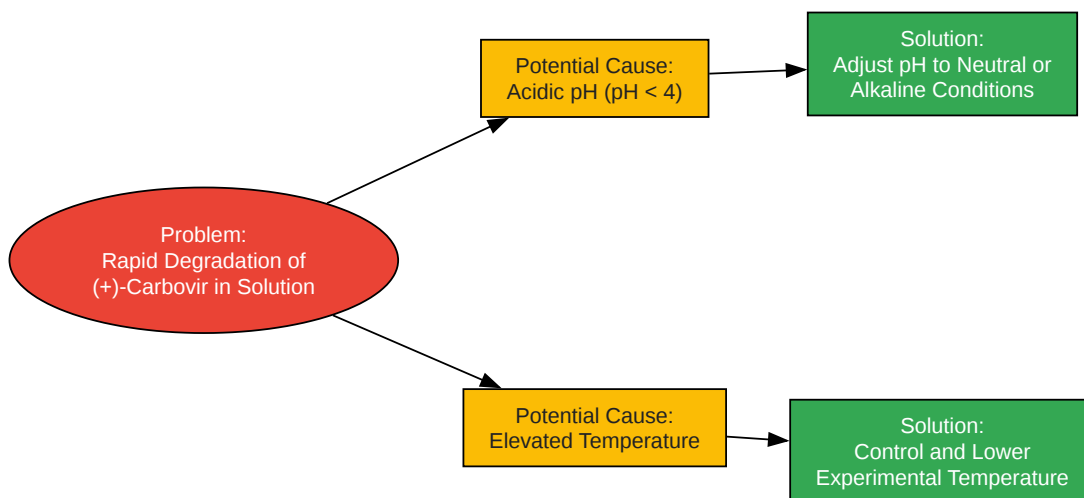 Problem:
Rapid Degradation of
(+)-Carbovir in Solution
Potential Cause:
Acidic pH (pH < 4)
Solution:
Adjust pH to Neutral or
Alkaline Conditions
Potential Cause:
Elevated Temperature
Solution:
Control and Lower
Experimental Temperature